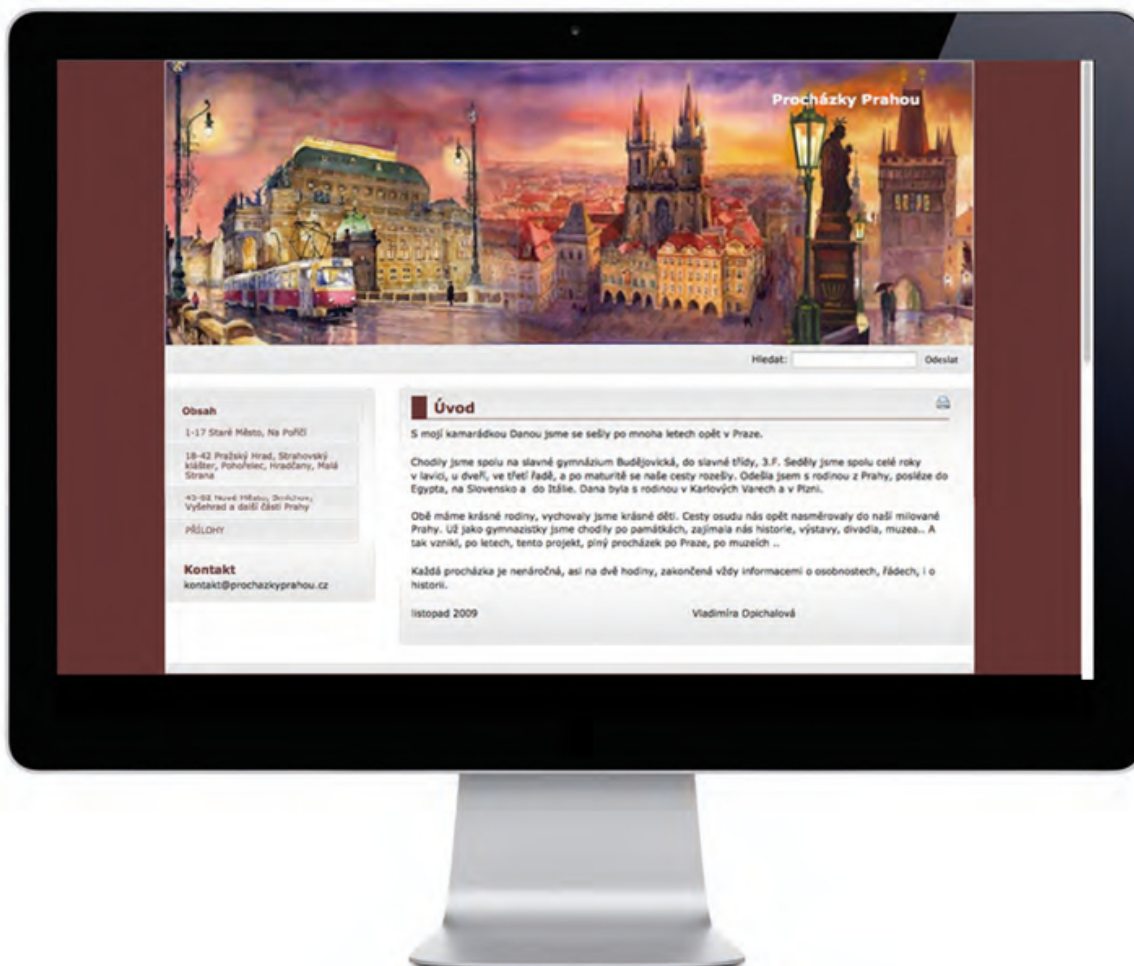 Procházky Prahou
Hledat:
Odeslat
Obsah
1-17 Staré Město, Na Poříčí
18-42 Pražský Hrad, Strahovský
klášter, Pohořelec, Hradčany, Malá
Strana
43-82 Nové Město, Smíchov,
Vyšehrad a další části Prahy
PŘÍLOHY
Kontakt
kontakt@prochazkyprahou.cz
Úvod
S mojí kamarádkou Danou jsme se sešly po mnoha letech opět v Praze.
Chodily jsme spolu na slavné gymnázium Budějovická, do slavné třídy, 3.F. Seděly jsme spolu celé roky
v lavici, u dveří, ve třetí řadě, a po maturitě se naše cesty rozešly. Odešla jsem s rodinou z Prahy, posléze do
Egypta, na Slovensko a do Itálie. Dana byla s rodinou v Karlových Varech a v Plzni.
Obě máme krásné rodiny, vychovaly jsme krásné děti. Cesty osudu nás opět nasměrovaly do naší milované
Prahy. Už jako gymnazistky jsme chodily po památkách, zajímala nás historie, výstavy, divadla, muzea.. A
tak vznikl, po letech, tento projekt, plný procházek po Praze, po muzeích ..
Každá procházka je nenáročná, asi na dvě hodiny, zakončená vždy informacemi o osobnostech, řádech, i o
historii.
listopad 2009 Vladimíra Opichalová